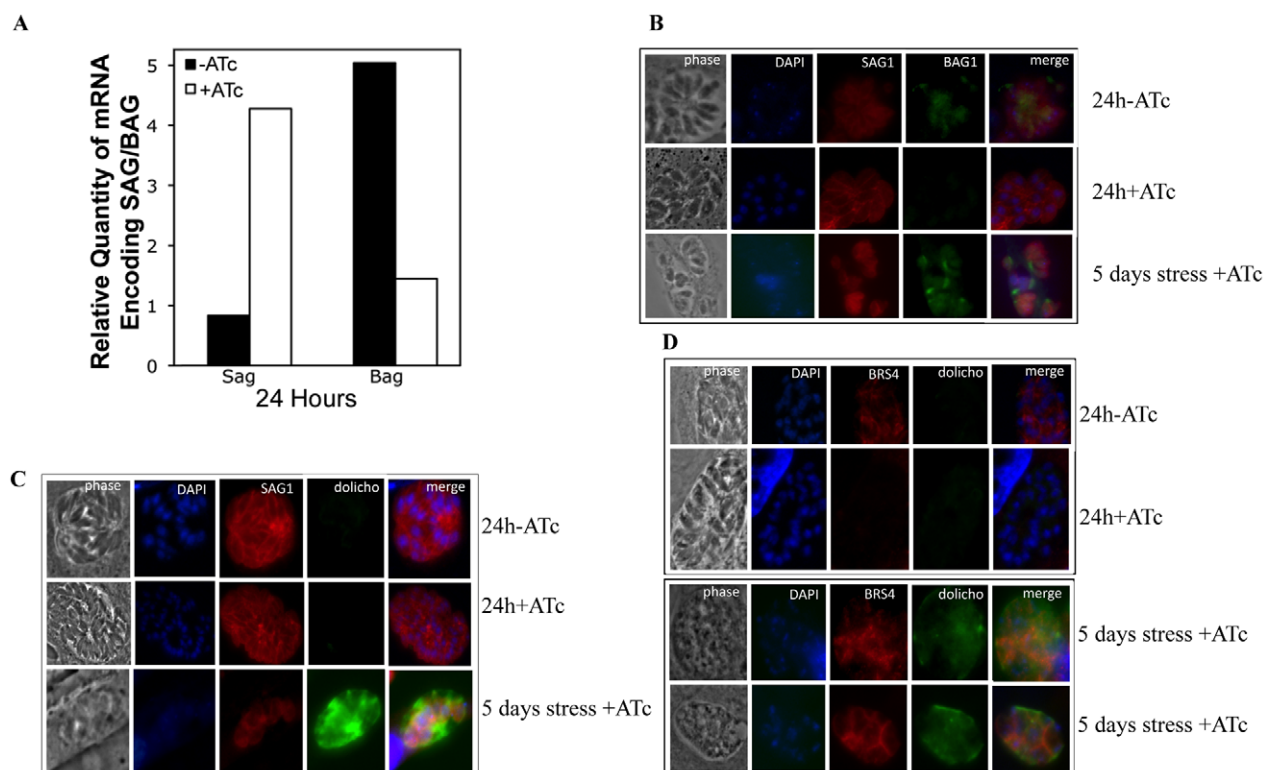 A
Relative Quantity of mRNA
Encoding SAG/BAG
5
4
3
2
1
0
-ATc
+ATc
Sag Bag
24 Hours
B
phase DAPI SAG1 BAG1 merge
24h-ATc
24h+ATc
5 days stress +ATc
C
phase DAPI SAG1 dolicho merge
24h-ATc
24h+ATc
5 days stress +ATc
D
phase DAPI BRS4 dolicho merge
24h-ATc
24h+ATc
phase DAPI BRS4 dolicho merge
5 days stress +ATc
5 days stress +ATc